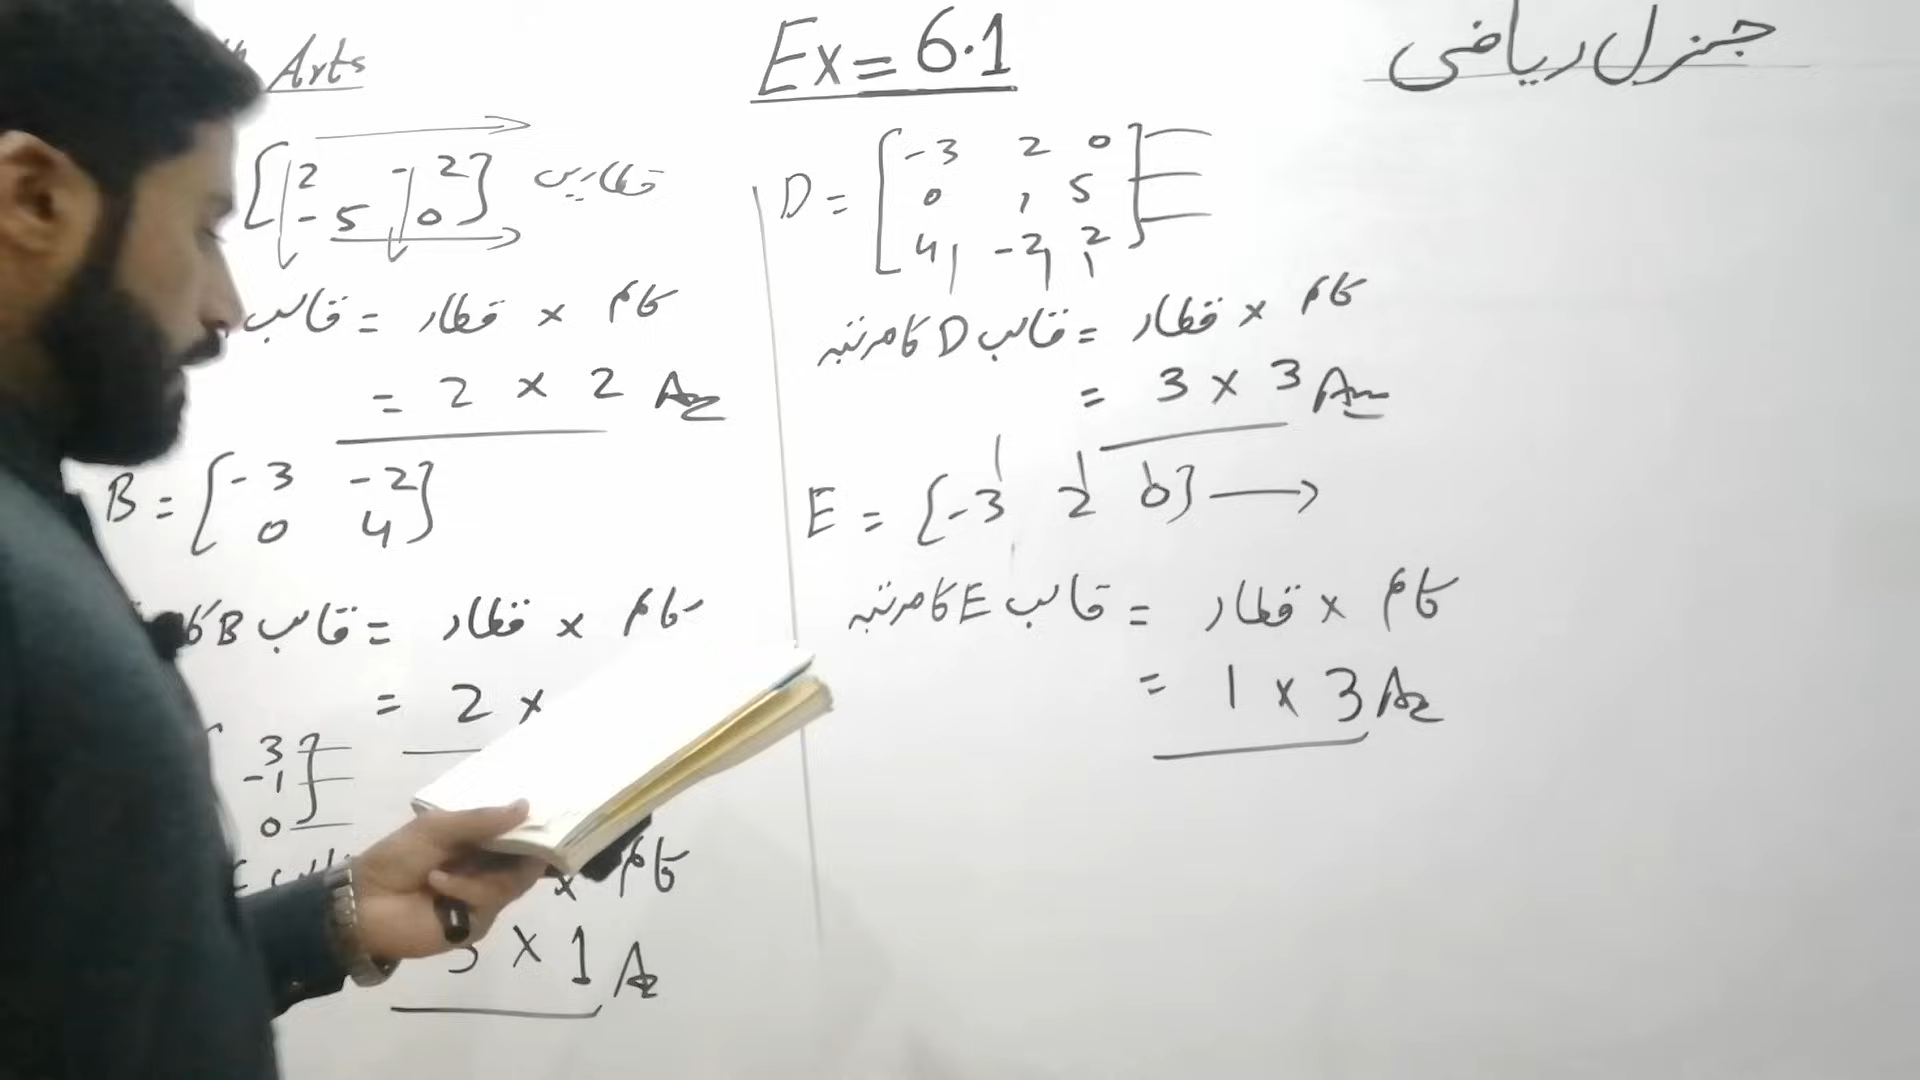 Arts
Ex = 6.1
جنرل ریاضی
[2 -2]
[-5 0]
قطاریں
قالب = قطار × کالم
= 2 × 2 Ans
B = [-3 -2]
[0 4]
قالب B کا = قطار × کالم
= 2 ×
3
-1
0
× کالم
3 × 1 Ans
D = [-3 2 0]
[0 1 5]
[4 -2 2]
قالب D کا مرتبہ = قطار × کالم
= 3 × 3 Ans
E = [-3 2 0]
قالب E کا مرتبہ = قطار × کالم
= 1 × 3 Ans